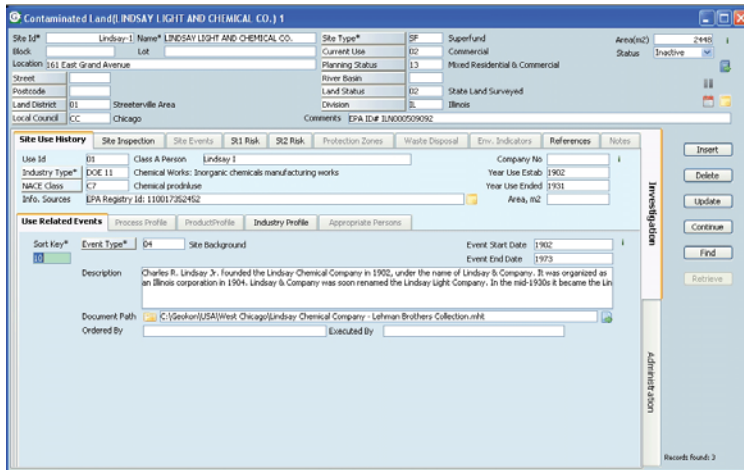 Contaminated Land(LINDSAY LIGHT AND CHEMICAL CO.) 1
Site Id* Lindsay-1 Name* LINDSAY LIGHT AND CHEMICAL CO. Site Type* SF Superfund Area(m2) 2448 i
Block Lot Current Use 02 Commercial Status Inactive
Location 161 East Grand Avenue Planning Status 13 Mixed Residential & Commercial
Street River Basin
Postcode Land Status 02 State Land Surveyed
Land District 01 Streeterville Area Division IL Illinois
Local Council CC Chicago Comments EPA ID# ILN000509092
Site Use History Site Inspection Site Events St1 Risk St2 Risk Protection Zones Waste Disposal Env. Indicators References Notes
Use Id 01 Class A Person Lindsay 1 Company No i
Industry Type* DOE 11 Chemical Works: Inorganic chemicals manufacturing works Year Use Estab 1902
NACE Class C7 Chemical prodnluse Year Use Ended 1931
Info. Sources EPA Registry Id: 110017352452 Area, m2
Use Related Events Process Profile ProductProfile Industry Profile Appropriate Persons
Sort Key* Event Type* 04 Site Background Event Start Date 1902 i
10 Event End Date 1973
Description Charles R. Lindsay Jr. founded the Lindsay Chemical Company in 1902, under the name of Lindsay & Company. It was organized as
an Illinois corporation in 1904. Lindsay & Company was soon renamed the Lindsay Light Company. In the mid-1930s it became the Lin
Document Path C:\Geokon\USA\West Chicago\Lindsay Chemical Company - Lehman Brothers Collection.mht
Ordered By Executed By
Investigation
Administration
Insert
Delete
Update
Continue
Find
Retrieve
Records found: 3